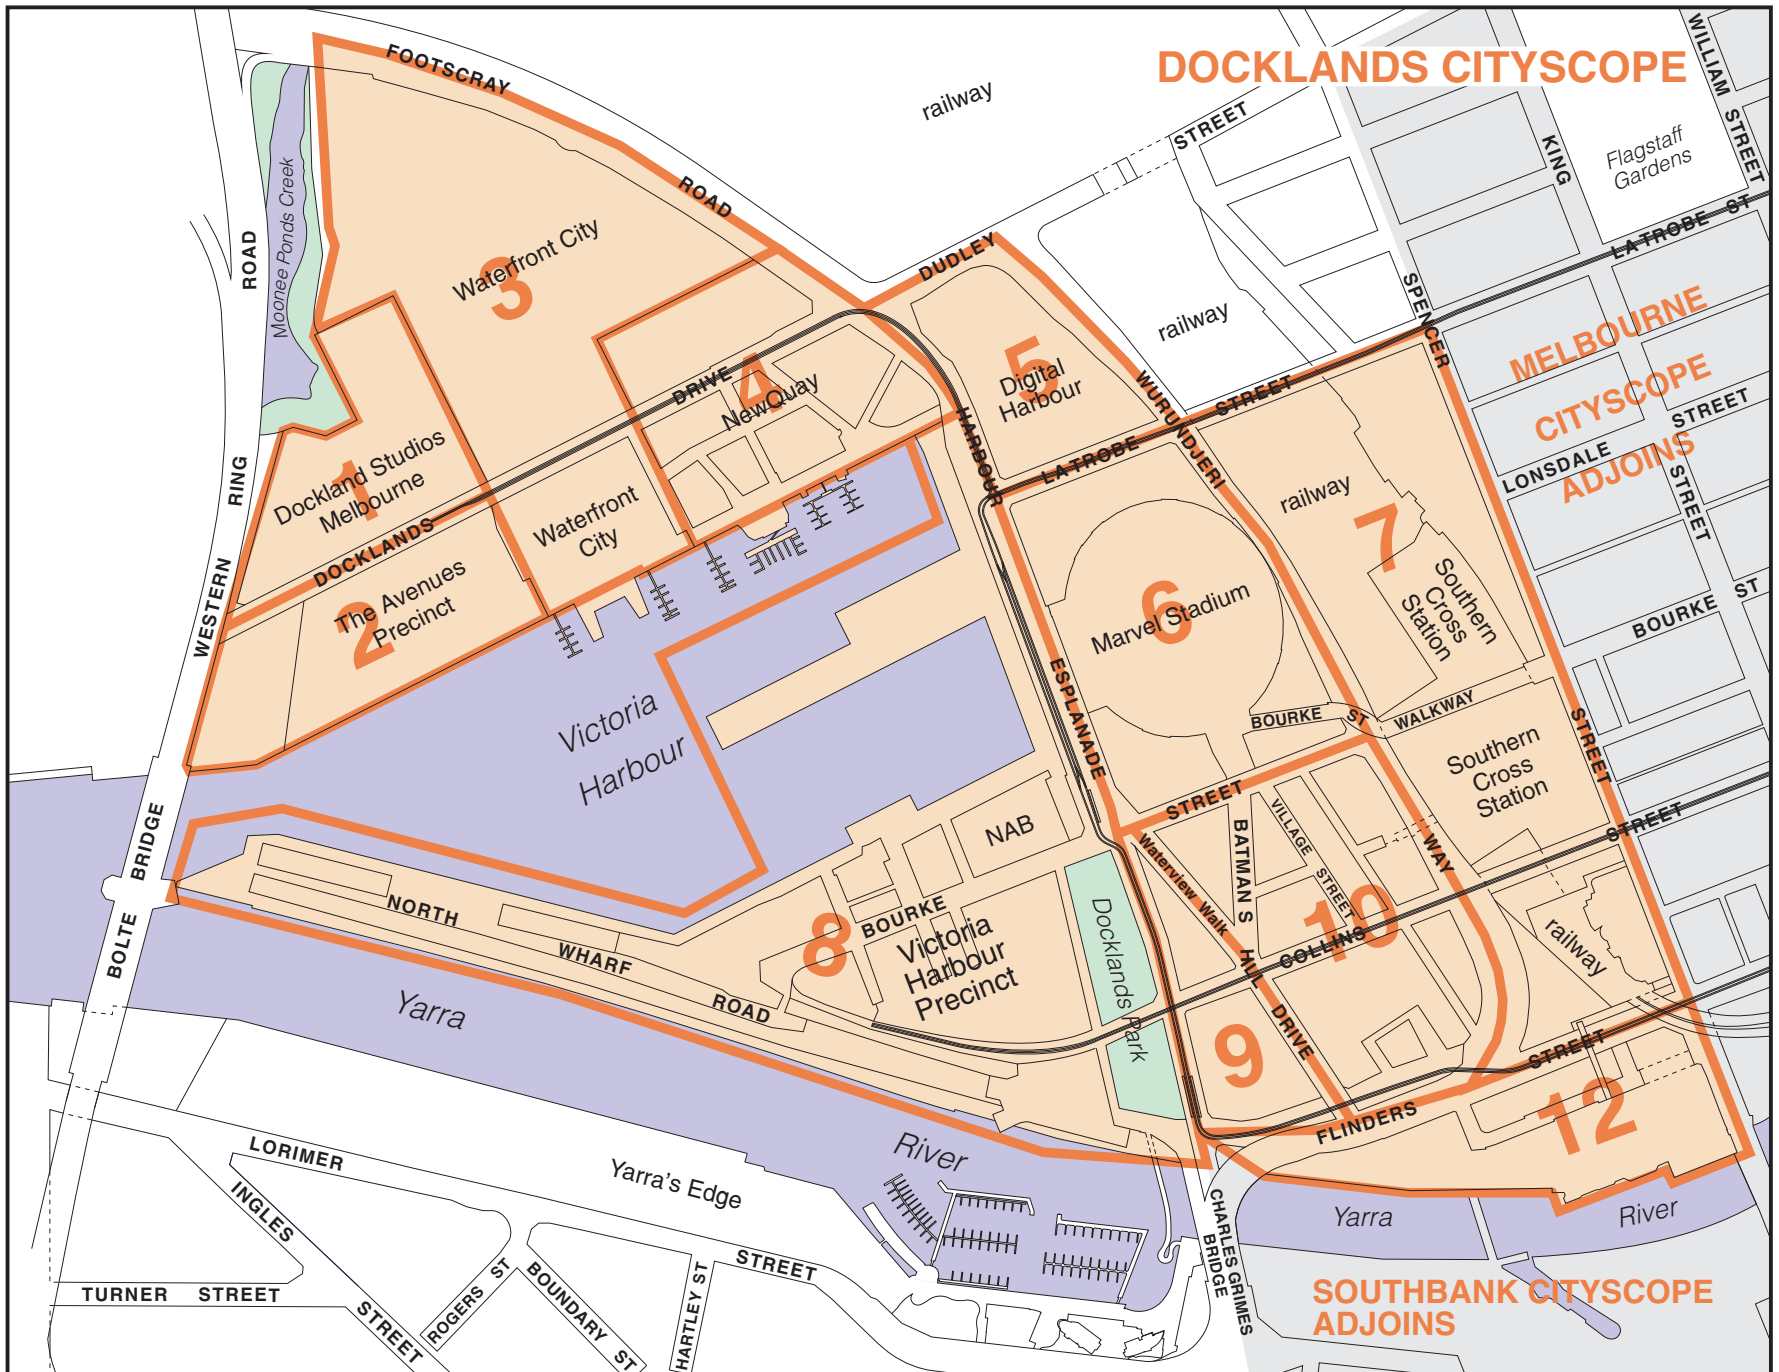 DOCKLANDS CITYSCOPE
FOOTSCRAY
ROAD
railway
STREET
WILLIAM STREET
KING
Flagstaff
Gardens
LATROBE ST
ROAD
Moonee Ponds Creek
Waterfront City
3
DUDLEY
railway
SPENCER
MELBOURNE
CITYSCOPE
ADJOINS
DRIVE
4
NewQuay
5
Digital
Harbour
WURUNDJERI
STREET
LATROBE
HARBOUR
STREET
LONSDALE
STREET
1
Dockland Studios
Melbourne
RING
DOCKLANDS
Waterfront
City
railway
7
Southern
Cross
Station
WESTERN
2
The Avenues
Precinct
6
Marvel Stadium
BOURKE ST
ESPLANADE
Victoria
Harbour
BOURKE ST
WALKWAY
STREET
Southern
Cross
Station
STREET
BATMANS
VILLAGE
STREET
WAY
STREET
Waterview Walk
NAB
BOLTE BRIDGE
NORTH
WHARF
ROAD
8
BOURKE
Victoria
Harbour
Precinct
Docklands Park
10
COLLINS
HILL
DRIVE
railway
9
Yarra
STREET
FLINDERS
12
River
LORIMER
Yarra's Edge
INGLES
STREET
TURNER STREET
ROGERS ST
BOUNDARY ST
HARTLEY ST
STREET
CHARLES GRIMES
BRIDGE
Yarra
River
SOUTHBANK CITYSCOPE
ADJOINS